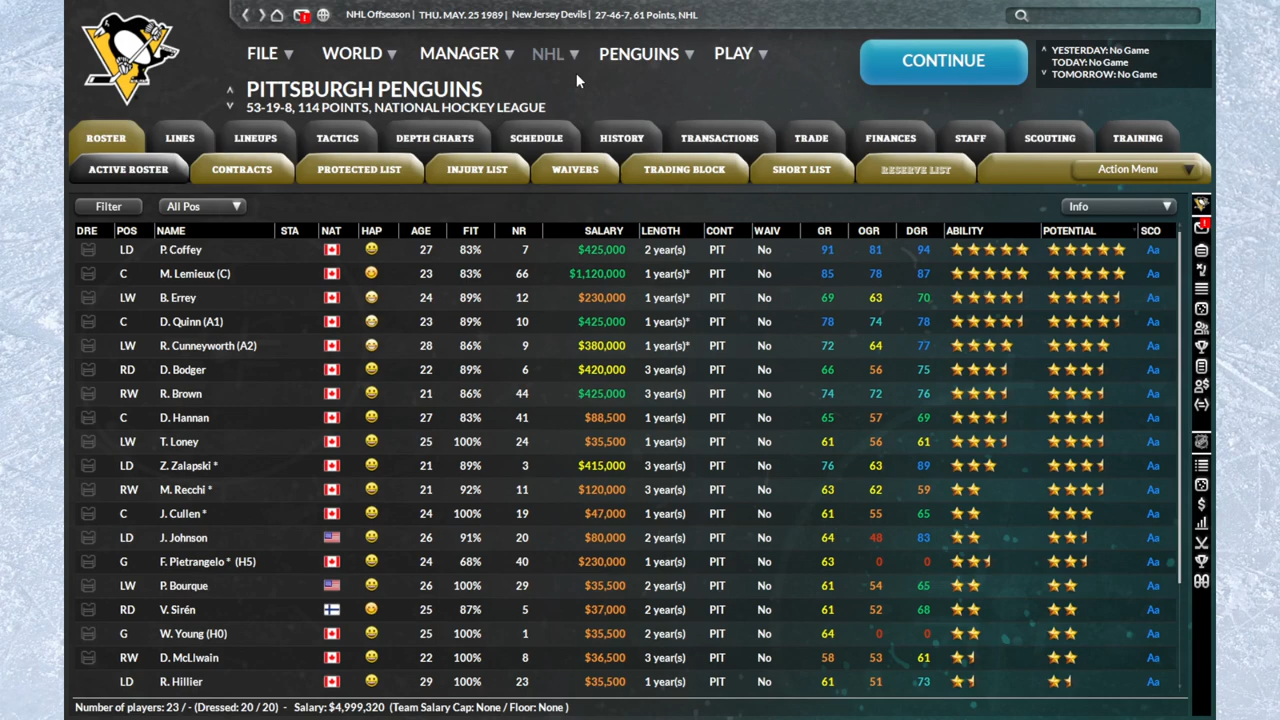 NHL Offseason | THU. MAY. 25 1989 | New Jersey Devils | 27-46-7, 61 Points, NHL
FILE WORLD MANAGER NHL PENGUINS PLAY CONTINUE
YESTERDAY: No Game
TODAY: No Game
TOMORROW: No Game
PITTSBURGH PENGUINS
53-19-8, 114 POINTS, NATIONAL HOCKEY LEAGUE
ROSTER LINES LINEUPS TACTICS DEPTH CHARTS SCHEDULE HISTORY TRANSACTIONS TRADE FINANCES STAFF SCOUTING TRAINING
ACTIVE ROSTER CONTRACTS PROTECTED LIST INJURY LIST WAIVERS TRADING BLOCK SHORT LIST RESERVE LIST Action Menu
Filter All Pos Info
DRE POS NAME STA NAT HAP AGE FIT NR SALARY LENGTH CONT WAIV GR OGR DGR ABILITY POTENTIAL SCO
LD P. Coffey 27 83% 7 $425,000 2 year(s) PIT No 91 81 94 Aa
C M. Lemieux (C) 23 83% 66 $1,120,000 1 year(s)* PIT No 85 78 87 Aa
LW B. Errey 24 89% 12 $230,000 1 year(s)* PIT No 69 63 70 Aa
C D. Quinn (A1) 23 89% 10 $425,000 1 year(s)* PIT No 78 74 78 Aa
LW R. Cunneyworth (A2) 28 86% 9 $380,000 1 year(s)* PIT No 72 64 77 Aa
RD D. Bodger 22 89% 6 $420,000 3 year(s) PIT No 66 56 75 Aa
RW R. Brown 21 86% 44 $425,000 3 year(s) PIT No 74 72 76 Aa
C D. Hannan 27 83% 41 $88,500 1 year(s) PIT No 65 57 69 Aa
LW T. Loney 25 100% 24 $35,500 1 year(s) PIT No 61 56 61 Aa
LD Z. Zalapski * 21 89% 3 $415,000 2 year(s) PIT No 76 63 89 Aa
RW M. Recchi * 21 92% 11 $120,000 3 year(s) PIT No 63 62 59 Aa
C J. Cullen * 24 100% 19 $47,000 1 year(s) PIT No 61 55 65 Aa
LD J. Johnson 26 91% 20 $80,000 2 year(s) PIT No 64 48 83 Aa
G F. Pietrangelo * (H5) 24 68% 40 $230,000 1 year(s) PIT No 63 0 0 Aa
LW P. Bourque 26 100% 29 $35,500 2 year(s) PIT No 61 54 65 Aa
RD V. Sirén 25 87% 5 $37,000 2 year(s) PIT No 61 52 68 Aa
G W. Young (H0) 25 100% 1 $35,500 2 year(s) PIT No 64 0 0 Aa
RW D. McLlwain 22 100% 8 $36,500 3 year(s) PIT No 58 53 61 Aa
LD R. Hillier 29 100% 23 $35,500 1 year(s) PIT No 61 51 73 Aa
Number of players: 23 / - (Dressed: 20 / 20) - Salary: $4,999,320 (Team Salary Cap: None / Floor: None )